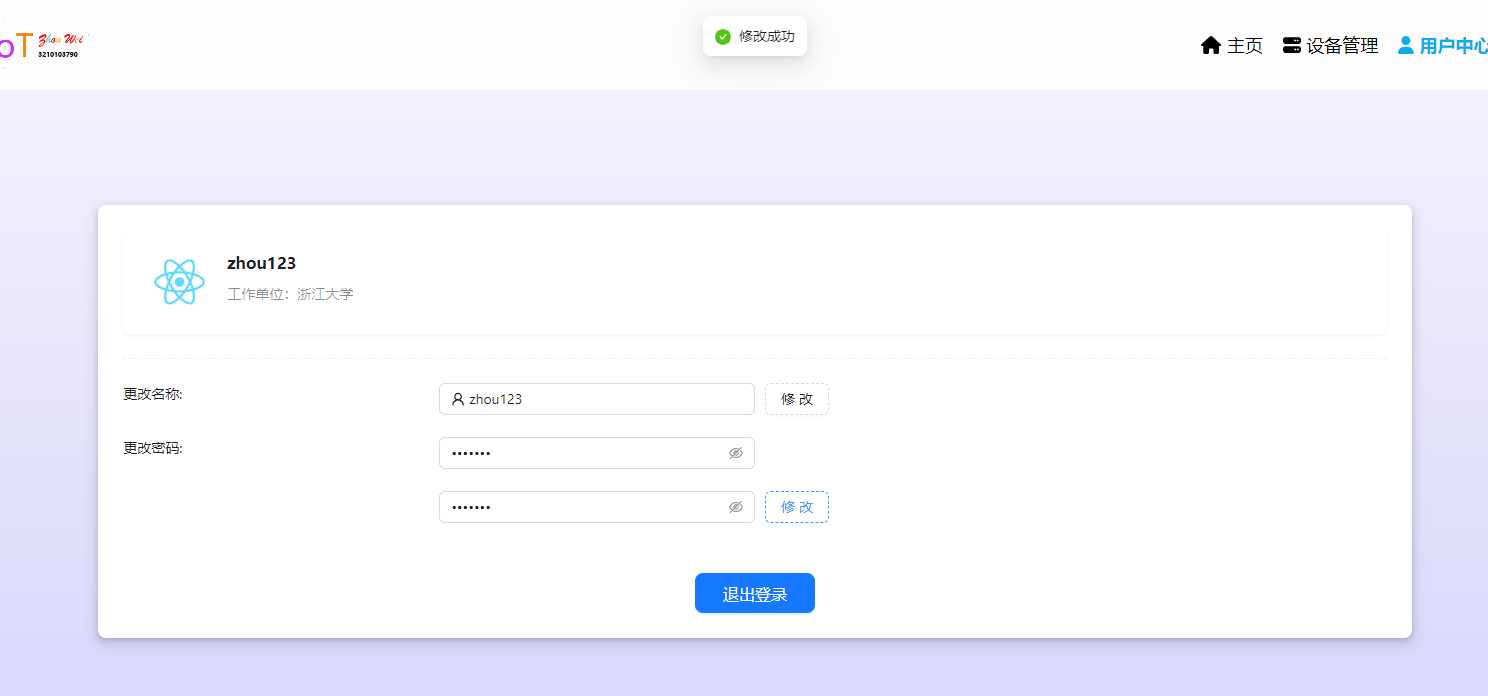 oT Zhou Wei
3210103790
修改成功
主页 设备管理 用户中心
zhou123
工作单位：浙江大学
更改名称:
zhou123
修 改
更改密码:
•••••••
•••••••
修 改
退出登录